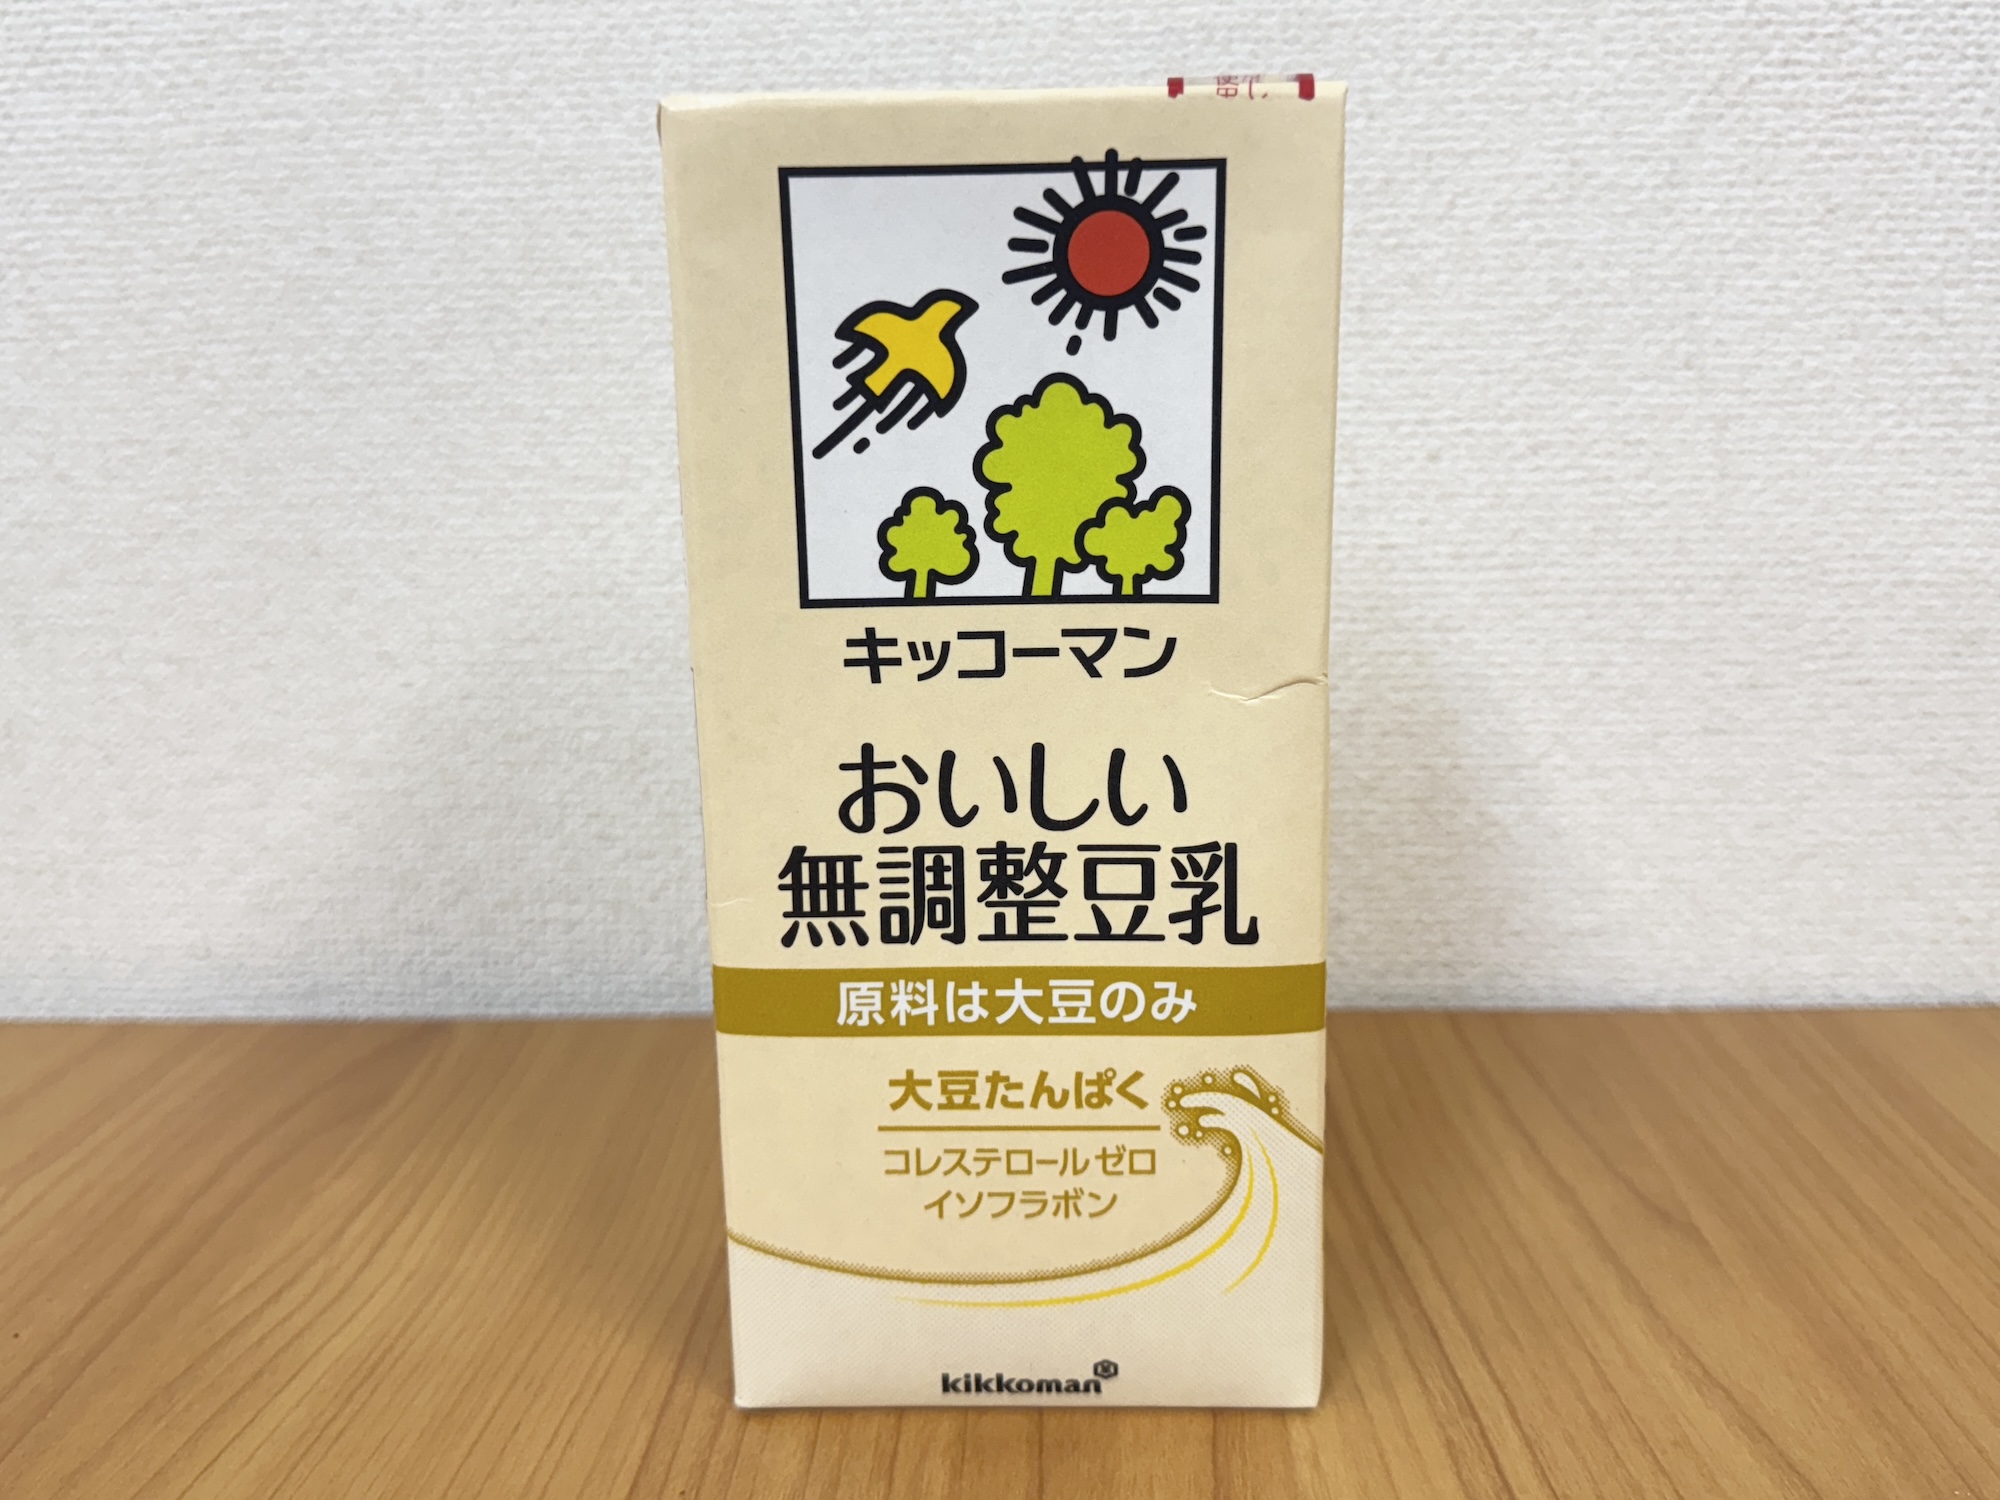 キッコーマン
おいしい
無調整豆乳
原料は大豆のみ
大豆たんぱく
コレステロールゼロ
イソフラボン
kikkoman